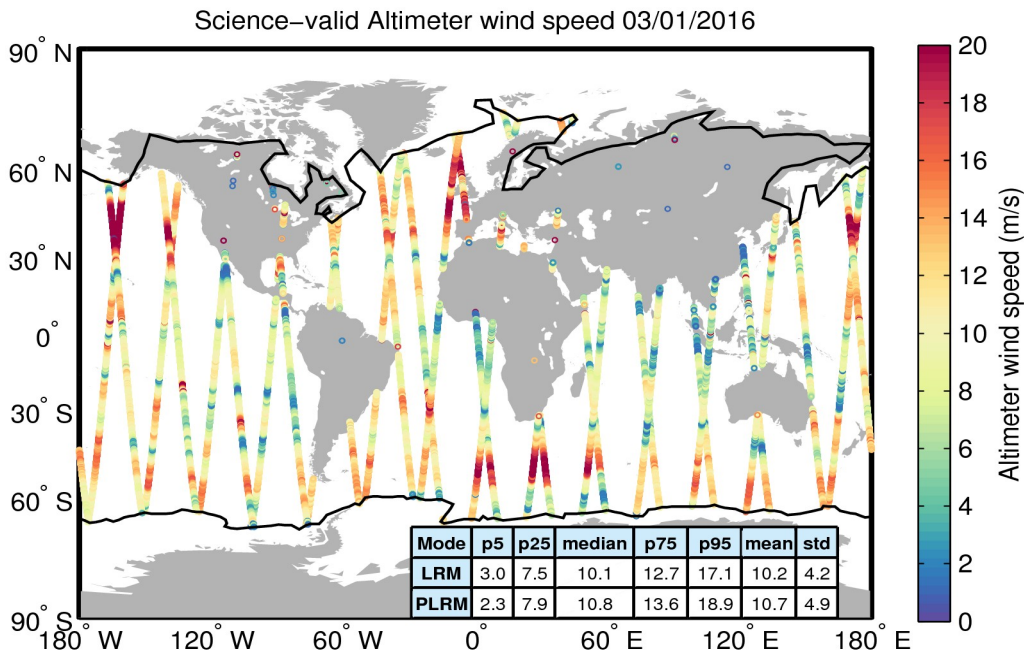 Science−valid Altimeter wind speed 03/01/2016
90° N
60° N
30° N
0°
30° S
60° S
90° S
180° W
120° W
60° W
0°
60° E
120° E
180° E
Mode p5 p25 median p75 p95 mean std
LRM 3.0 7.5 10.1 12.7 17.1 10.2 4.2
PLRM 2.3 7.9 10.8 13.6 18.9 10.7 4.9
20
18
16
14
12
10
8
6
4
2
0
Altimeter wind speed (m/s)